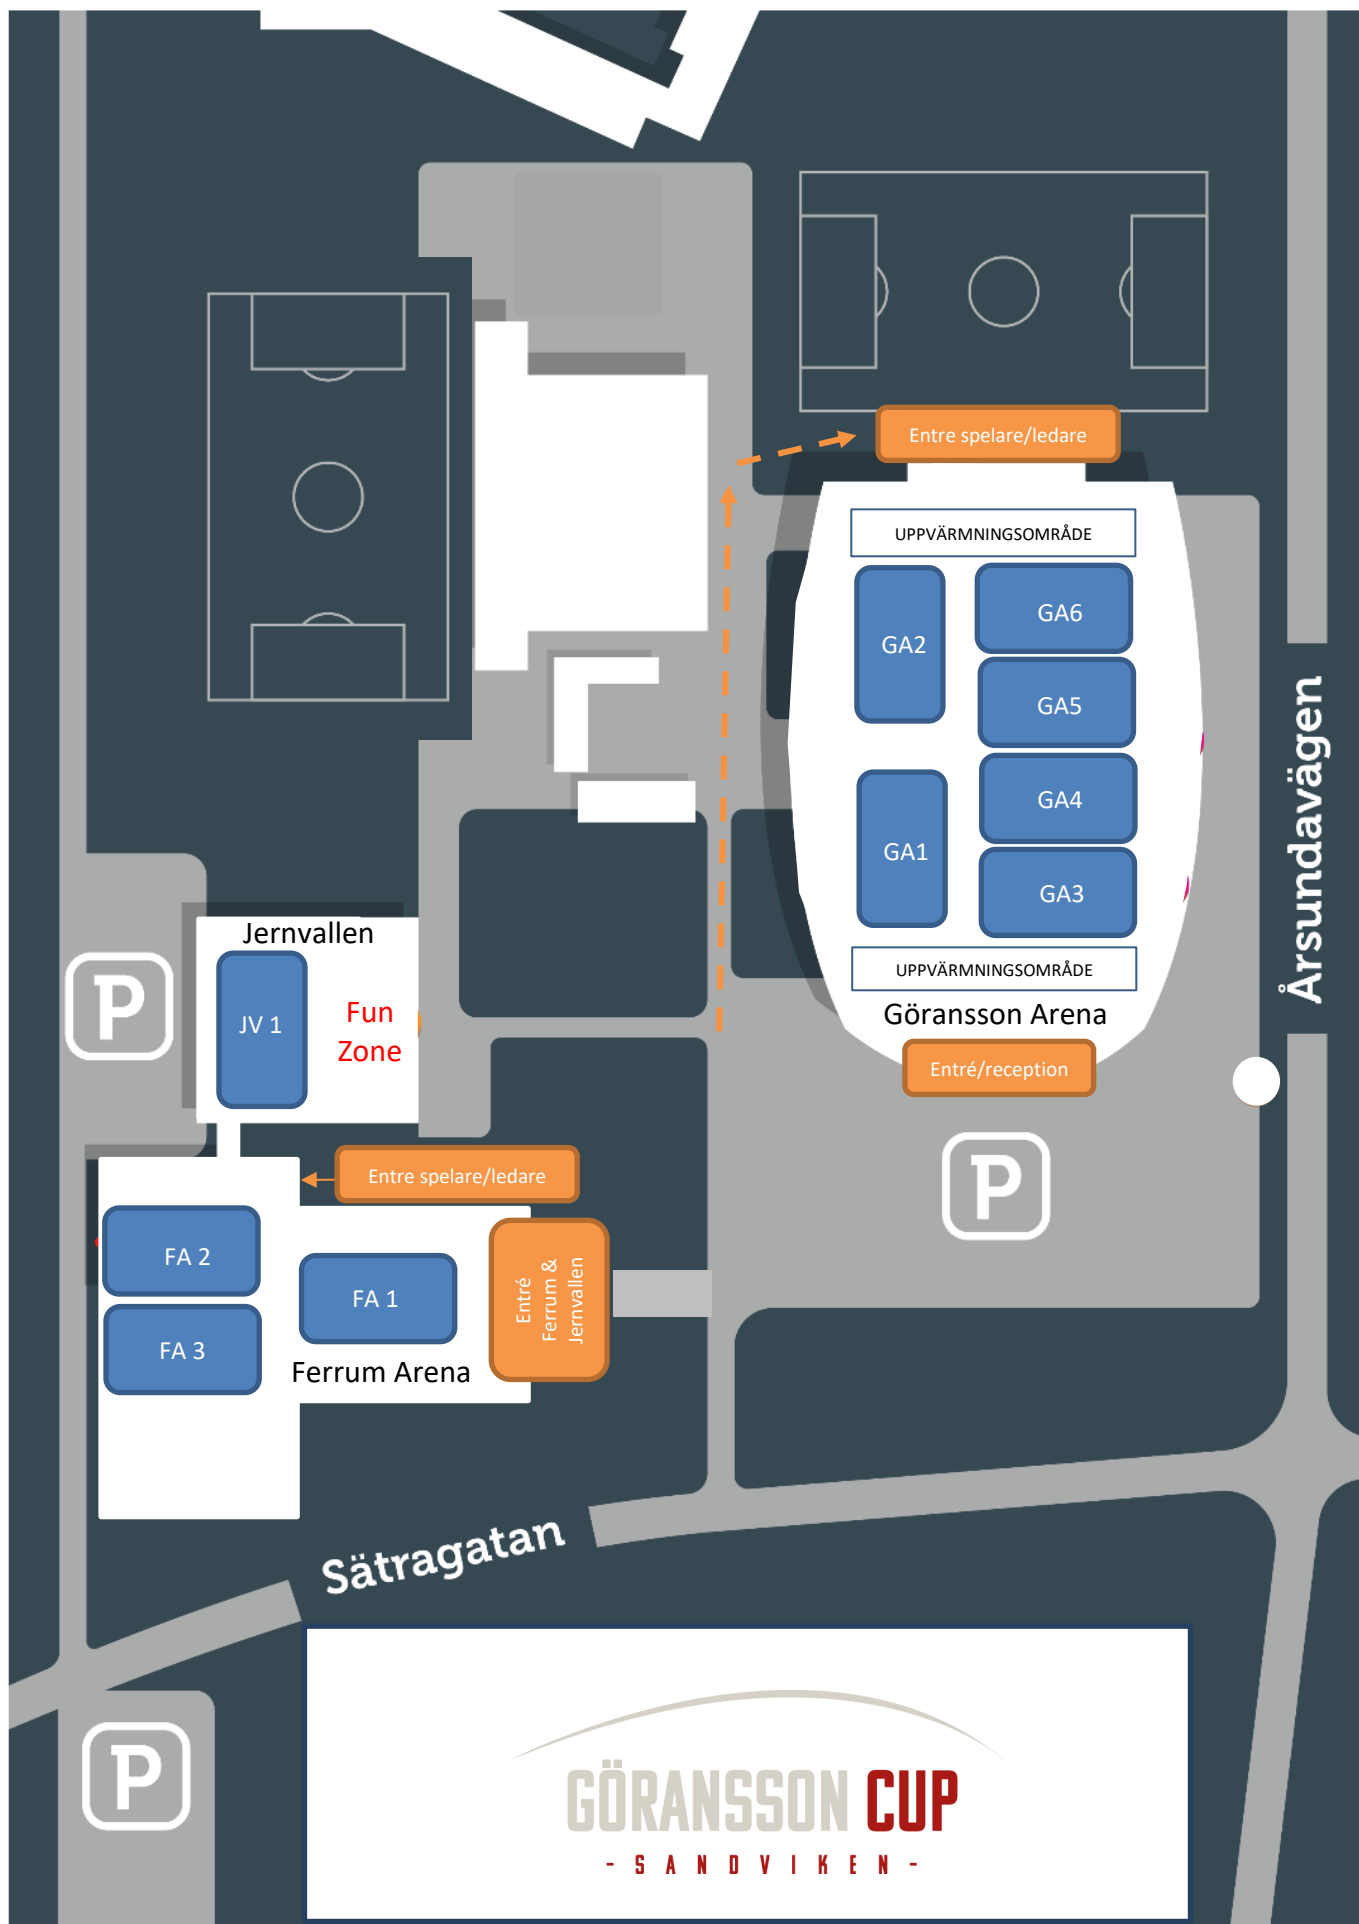 Entre spelare/ledare
UPPVÄRMNINGSOMRÅDE
GA2
GA6
GA5
GA4
GA1
GA3
UPPVÄRMNINGSOMRÅDE
Göransson Arena
Entré/reception
Årsundavägen
P
Jernvallen
JV 1
Fun
Zone
P
Entre spelare/ledare
FA 2
FA 1
FA 3
Entré
Ferrum &
Jernvallen
Ferrum Arena
Sätragatan
P
GÖRANSSON CUP
- SANDVIKEN -